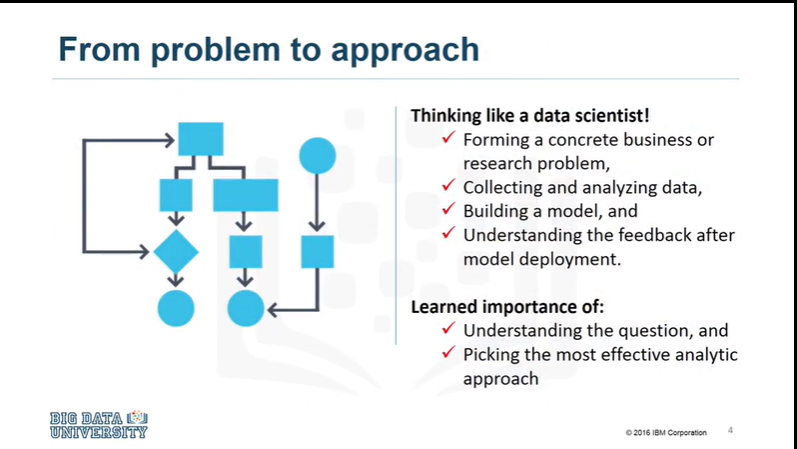 From problem to approach
Thinking like a data scientist!
✓ Forming a concrete business or
research problem,
✓ Collecting and analyzing data,
✓ Building a model, and
✓ Understanding the feedback after
model deployment.
Learned importance of:
✓ Understanding the question, and
✓ Picking the most effective analytic
approach
BIG DATA
UNIVERSITY
© 2016 IBM Corporation 4